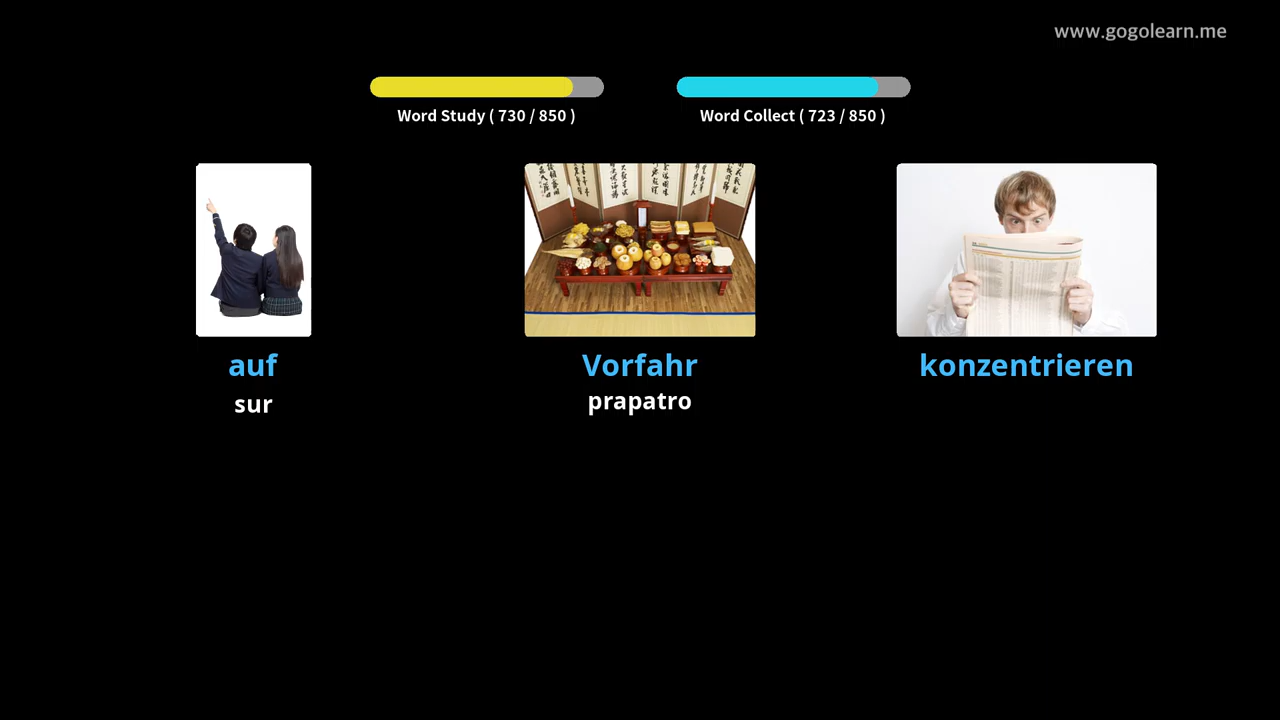 www.gogolearn.me
Word Study ( 730 / 850 )
Word Collect ( 723 / 850 )
auf
Vorfahr
konzentrieren
sur
prapatro